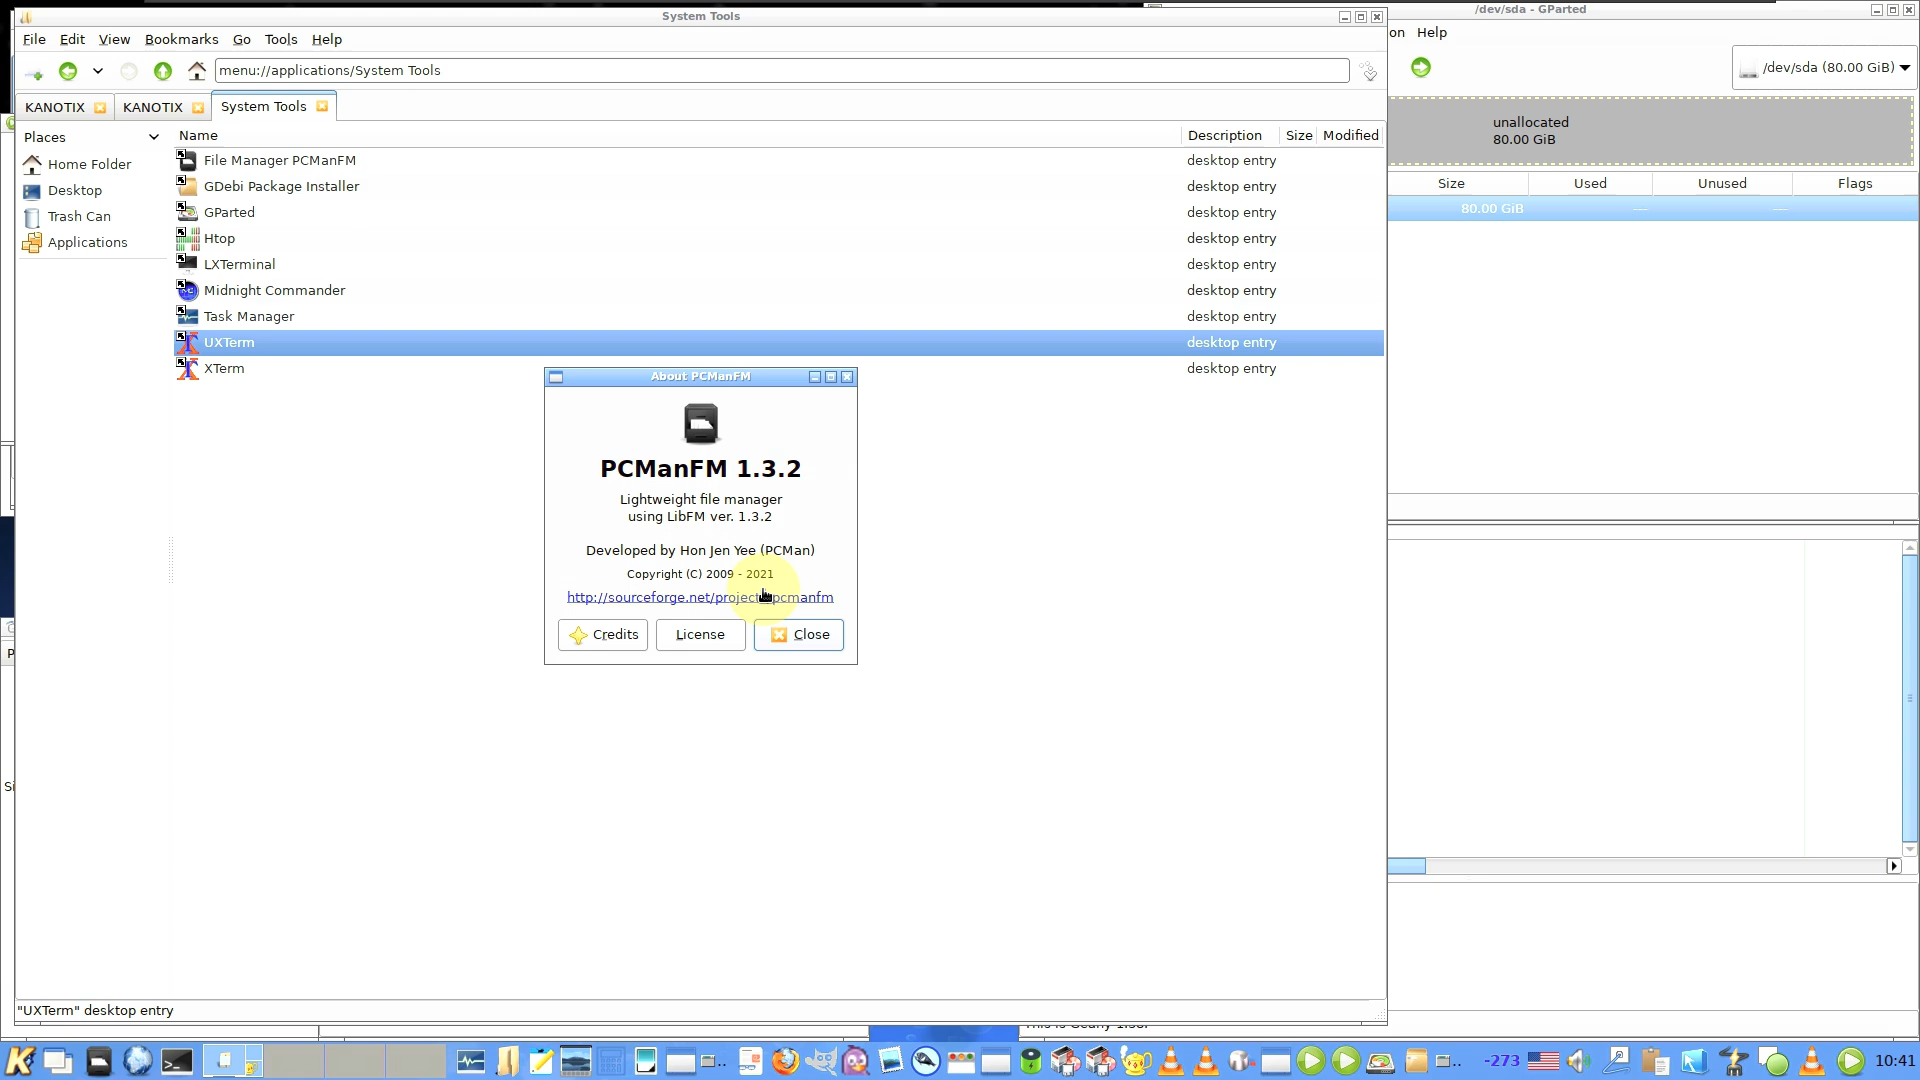 System Tools
File Edit View Bookmarks Go Tools Help
menu://applications/System Tools
KANOTIX KANOTIX System Tools
Places
Home Folder
Desktop
Trash Can
Applications
Name Description Size Modified
File Manager PCManFM desktop entry
GDebi Package Installer desktop entry
GParted desktop entry
Htop desktop entry
LXTerminal desktop entry
Midnight Commander desktop entry
Task Manager desktop entry
UXTerm desktop entry
XTerm desktop entry
About PCManFM
PCManFM 1.3.2
Lightweight file manager
using LibFM ver. 1.3.2
Developed by Hon Jen Yee (PCMan)
Copyright (C) 2009 - 2021
http://sourceforge.net/projects/pcmanfm
Credits License Close
"UXTerm" desktop entry
/dev/sda - GParted
on Help
/dev/sda (80.00 GiB)
unallocated
80.00 GiB
Size Used Unused Flags
80.00 GiB — —
-273 10:41